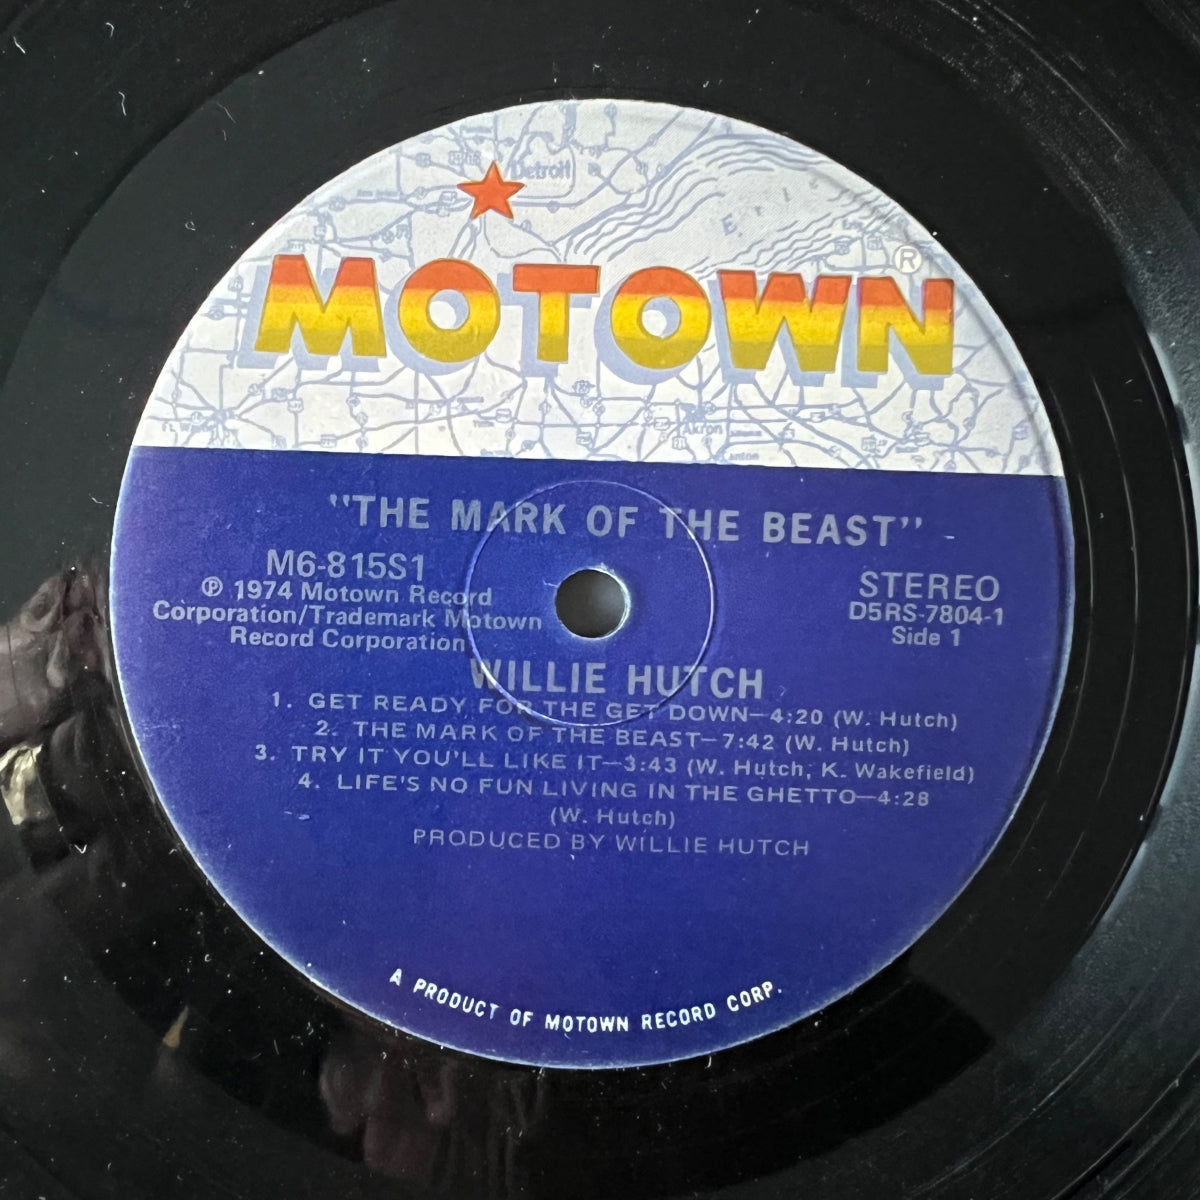 Detroit
Erie
®
MOTOWN
Akron
Canton
"THE MARK OF THE BEAST"
M6-815S1
℗ 1974 Motown Record
Corporation/Trademark Motown
Record Corporation
STEREO
D5RS-7804-1
Side 1
WILLIE HUTCH
1. GET READY FOR THE GET DOWN—4:20 (W. Hutch)
2. THE MARK OF THE BEAST—7:42 (W. Hutch)
3. TRY IT YOU'LL LIKE IT—3:43 (W. Hutch, K. Wakefield)
4. LIFE'S NO FUN LIVING IN THE GHETTO—4:28
(W. Hutch)
PRODUCED BY WILLIE HUTCH
A PRODUCT OF MOTOWN RECORD CORP.